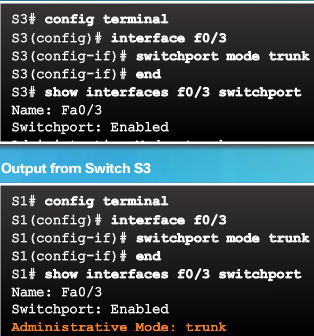 S3# config terminal
S3(config)# interface f0/3
S3(config-if)# switchport mode trunk
S3(config-if)# end
S3# show interfaces f0/3 switchport
Name: Fa0/3
Switchport: Enabled
Output from Switch S3
S1# config terminal
S1(config)# interface f0/3
S1(config-if)# switchport mode trunk
S1(config-if)# end
S1# show interfaces f0/3 switchport
Name: Fa0/3
Switchport: Enabled
Administrative Mode: trunk